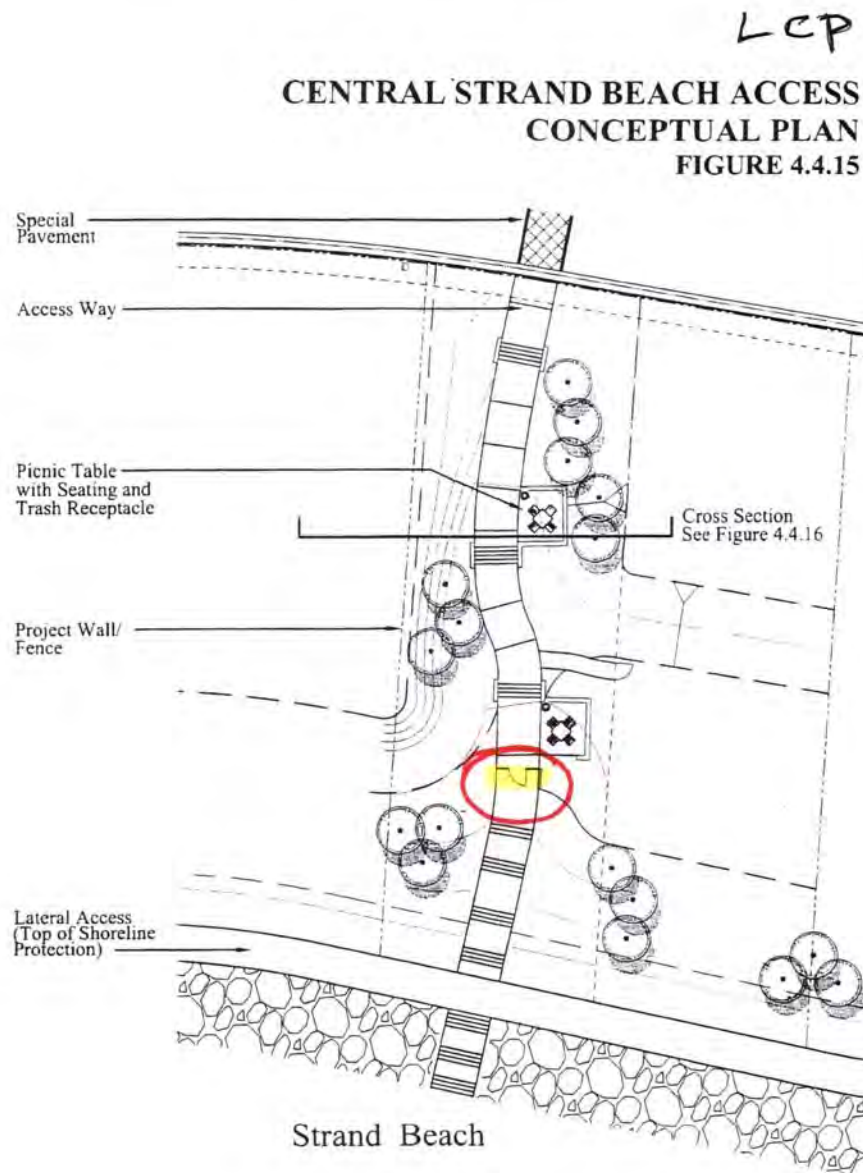 LCP
CENTRAL STRAND BEACH ACCESS
CONCEPTUAL PLAN
FIGURE 4.4.15
Special
Pavement
Access Way
Picnic Table
with Seating and
Trash Receptacle
Cross Section
See Figure 4.4.16
Project Wall/
Fence
Lateral Access
(Top of Shoreline
Protection)
Strand Beach